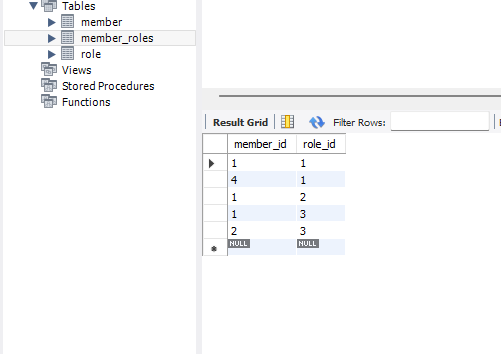 Tables
member
member_roles
role
Views
Stored Procedures
Functions
Result Grid Filter Rows:
member_id role_id
1 1
4 1
1 2
1 3
2 3
NULL NULL